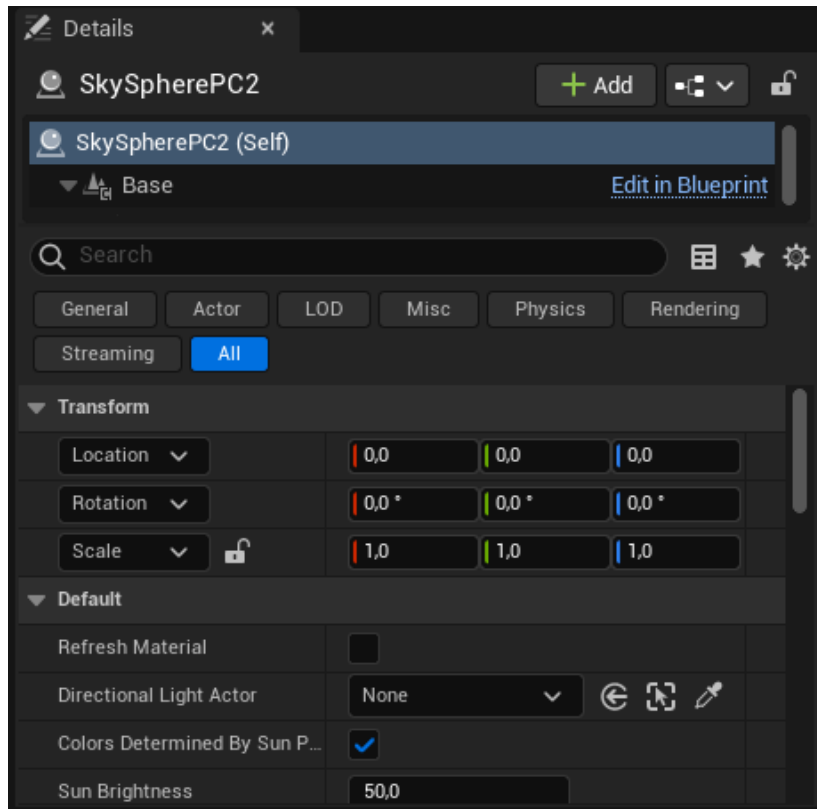 Details
SkySpherePC2 Add
SkySpherePC2 (Self)
Base Edit in Blueprint
Search
General Actor LOD Misc Physics Rendering
Streaming All
Transform
Location 0,0 0,0 0,0
Rotation 0,0 ° 0,0 ° 0,0 °
Scale 1,0 1,0 1,0
Default
Refresh Material
Directional Light Actor None
Colors Determined By Sun P...
Sun Brightness 50,0